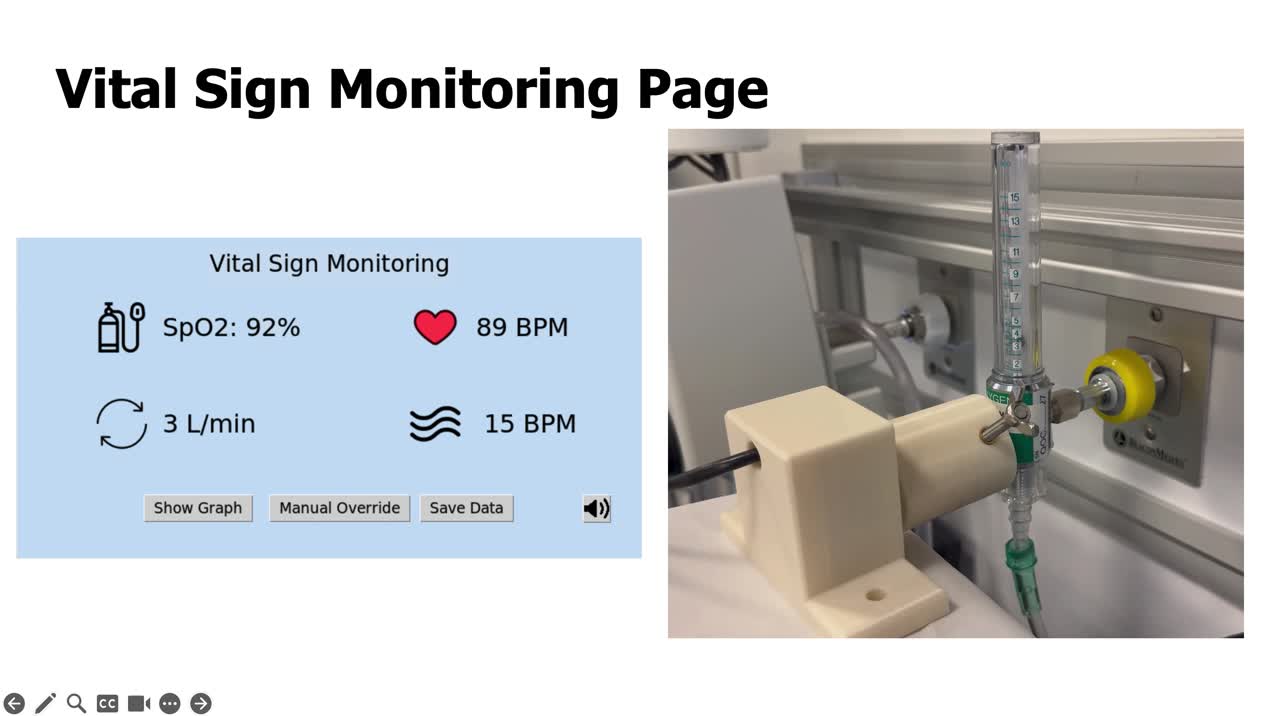 Vital Sign Monitoring Page
Vital Sign Monitoring
SpO2: 92%
89 BPM
3 L/min
15 BPM
Show Graph
Manual Override
Save Data
15
13
11
9
7
5
4
3
2
CC